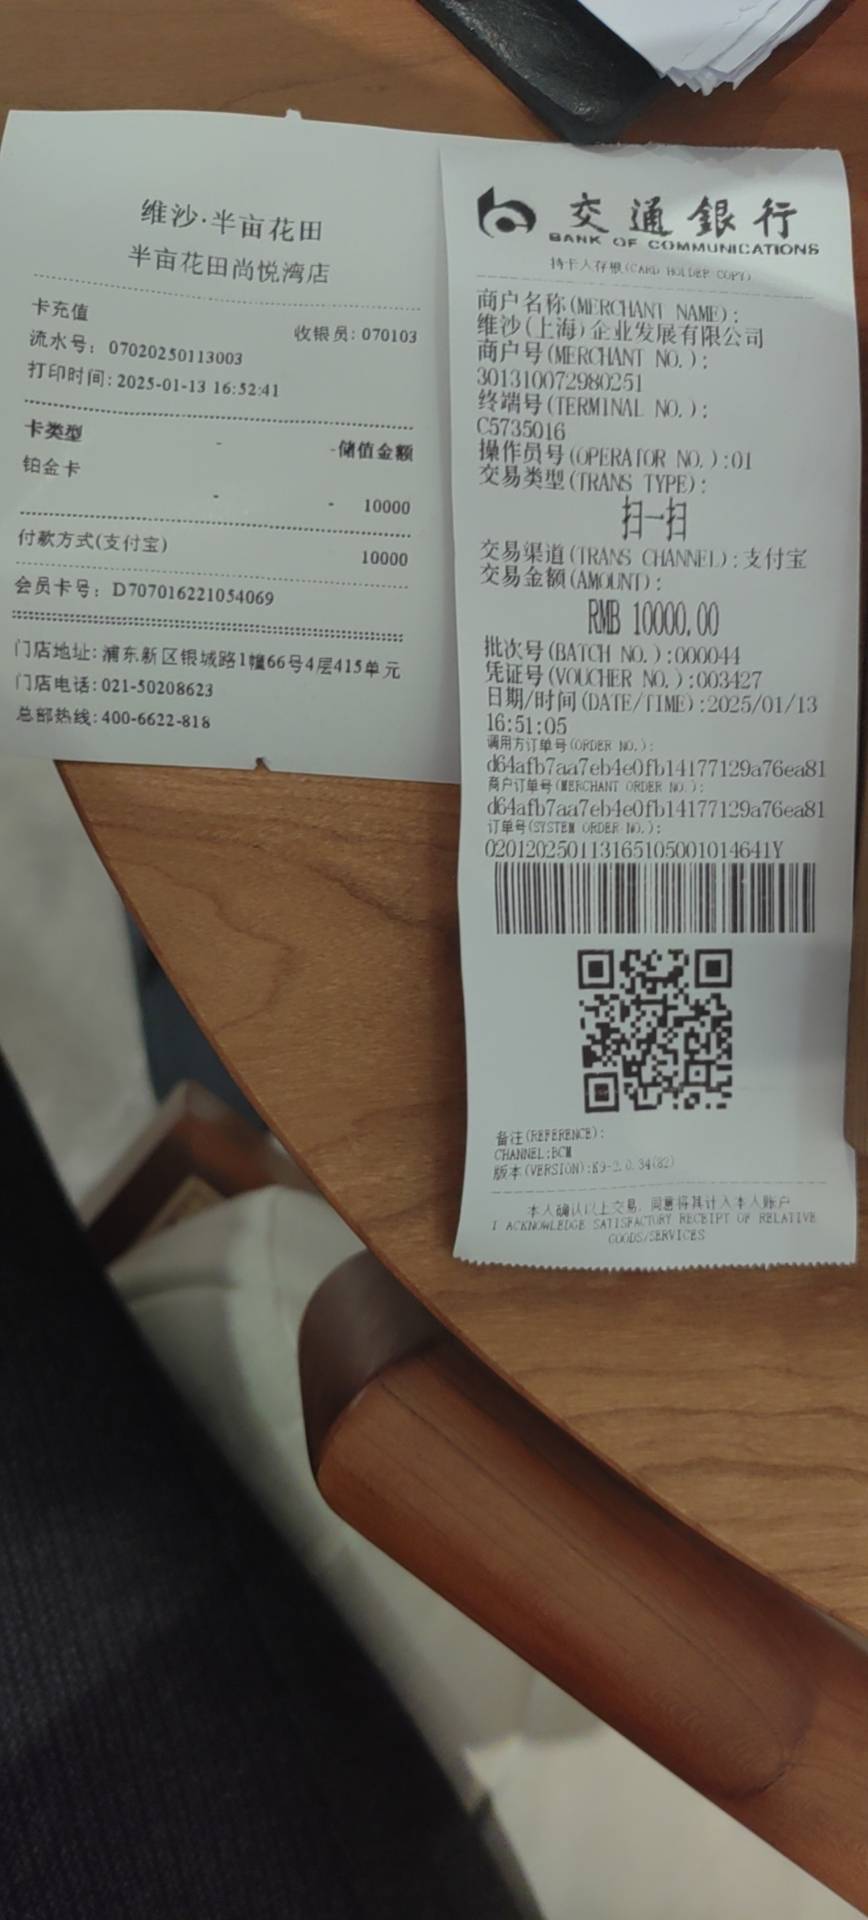 维沙·半亩花田
半亩花田尚悦湾店
卡充值
收银员: 070103
流水号: 07020250113003
打印时间: 2025-01-13 16:52:41
卡类型 - -储值金额
铂金卡
- - 10000
付款方式(支付宝) 10000
会员卡号: D707016221054069
门店地址: 浦东新区银城路1幢66号4层415单元
门店电话: 021-50208623
总部热线: 400-6622-818
交通銀行
BANK OF COMMUNICATIONS
持卡人存根(CARD HOLDER COPY)
商户名称(MERCHANT NAME):
维沙(上海)企业发展有限公司
商户号(MERCHANT NO.):
301310072980251
终端号(TERMINAL NO.):
C5735016
操作员号(OPERATOR NO.):01
交易类型(TRANS TYPE):
扫一扫
交易渠道(TRANS CHANNEL):支付宝
交易金额(AMOUNT):
RMB 10000.00
批次号(BATCH NO.):000044
凭证号(VOUCHER NO.):003427
日期/时间(DATE/TIME):2025/01/13
16:51:05
调用方订单号(ORDER NO.):
d64afb7aa7eb4e0fb14177129a76ea81
商户订单号(MERCHANT ORDER NO.):
d64afb7aa7eb4e0fb14177129a76ea81
订单号(SYSTEM ORDER NO.):
020120250113165105001014641Y
备注(REFERENCE):
CHANNEL:BCM
版本(VERSION):K9-2.0.34(82)
本人确认以上交易, 同意将其计入本人账户
I ACKNOWLEDGE SATISFACTORY RECEIPT OF RELATIVE
GOODS/SERVICES